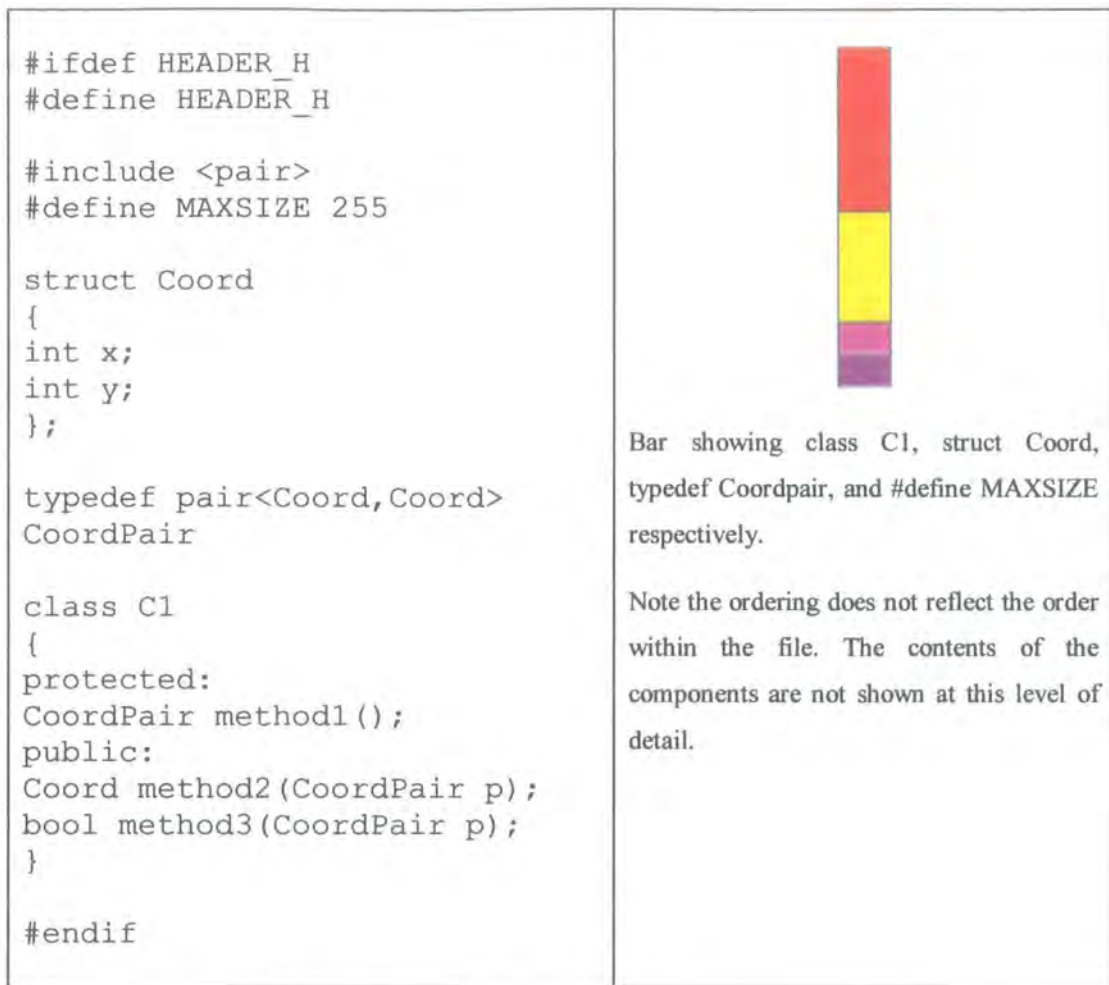 #ifdef HEADER_H
#define HEADER_H
#include <pair>
#define MAXSIZE 255
struct Coord
{
int x;
int y;
};
typedef pair<Coord,Coord>
CoordPair
class C1
{
protected:
CoordPair method1();
public:
Coord method2(CoordPair p);
bool method3(CoordPair p);
}
#endif
Bar showing class C1, struct Coord,
typedef Coordpair, and #define MAXSIZE
respectively.
Note the ordering does not reflect the order
within the file. The contents of the
components are not shown at this level of
detail.